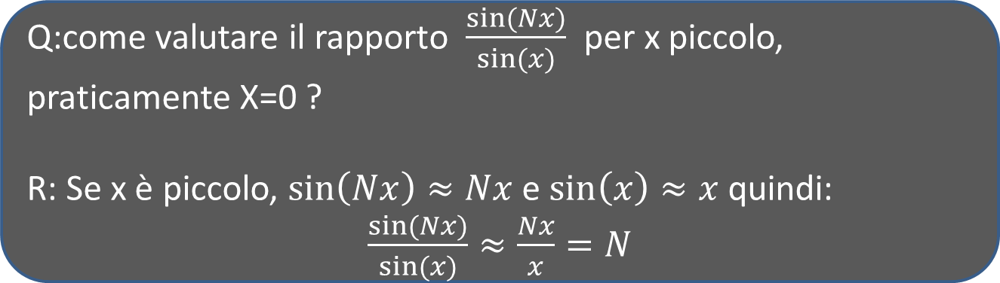 Q:come valutare il rapporto sin(Nx)/sin(x) per x piccolo,
praticamente X=0 ?
R: Se x è piccolo, sin(Nx) ≈ Nx e sin(x) ≈ x quindi:
sin(Nx)/sin(x) ≈ Nx/x = N